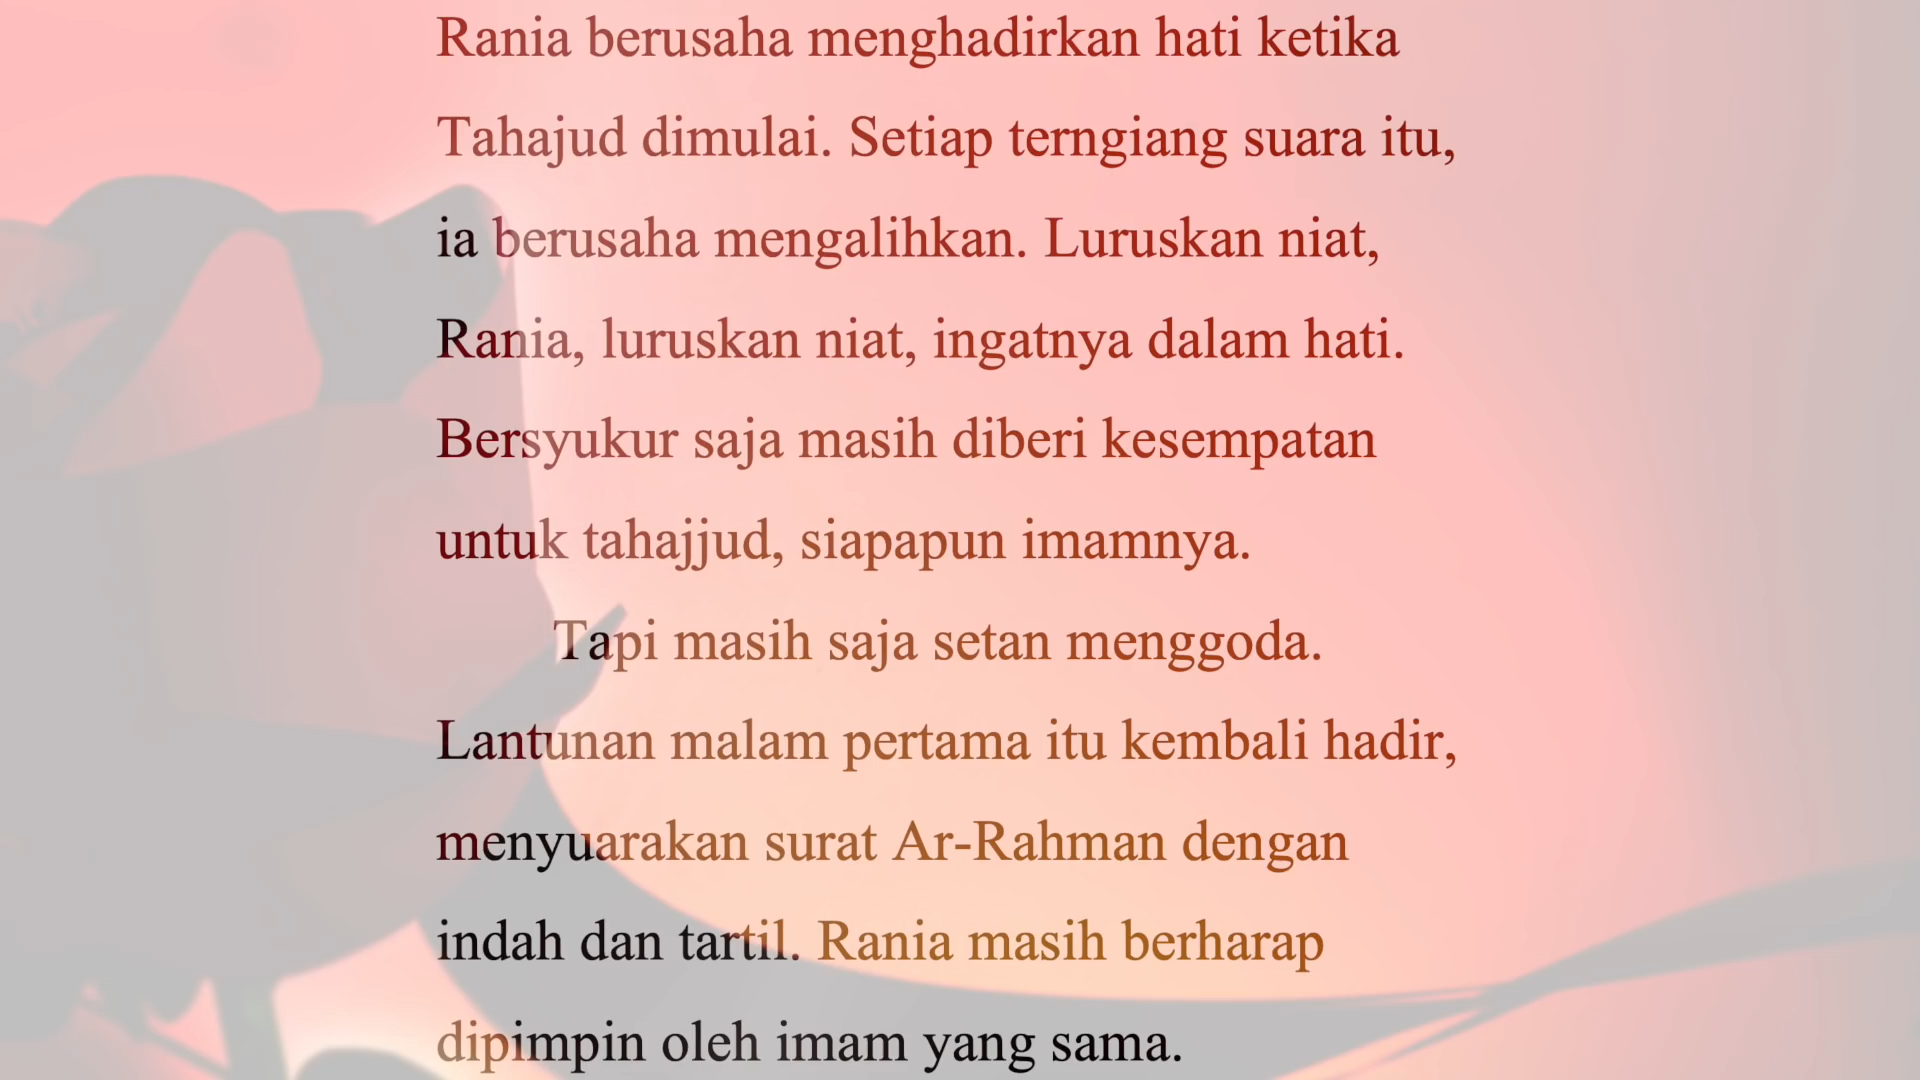 Rania berusaha menghadirkan hati ketika
Tahajud dimulai. Setiap terngiang suara itu,
ia berusaha mengalihkan. Luruskan niat,
Rania, luruskan niat, ingatnya dalam hati.
Bersyukur saja masih diberi kesempatan
untuk tahajjud, siapapun imamnya.
Tapi masih saja setan menggoda.
Lantunan malam pertama itu kembali hadir,
menyuarakan surat Ar-Rahman dengan
indah dan tartil. Rania masih berharap
dipimpin oleh imam yang sama.